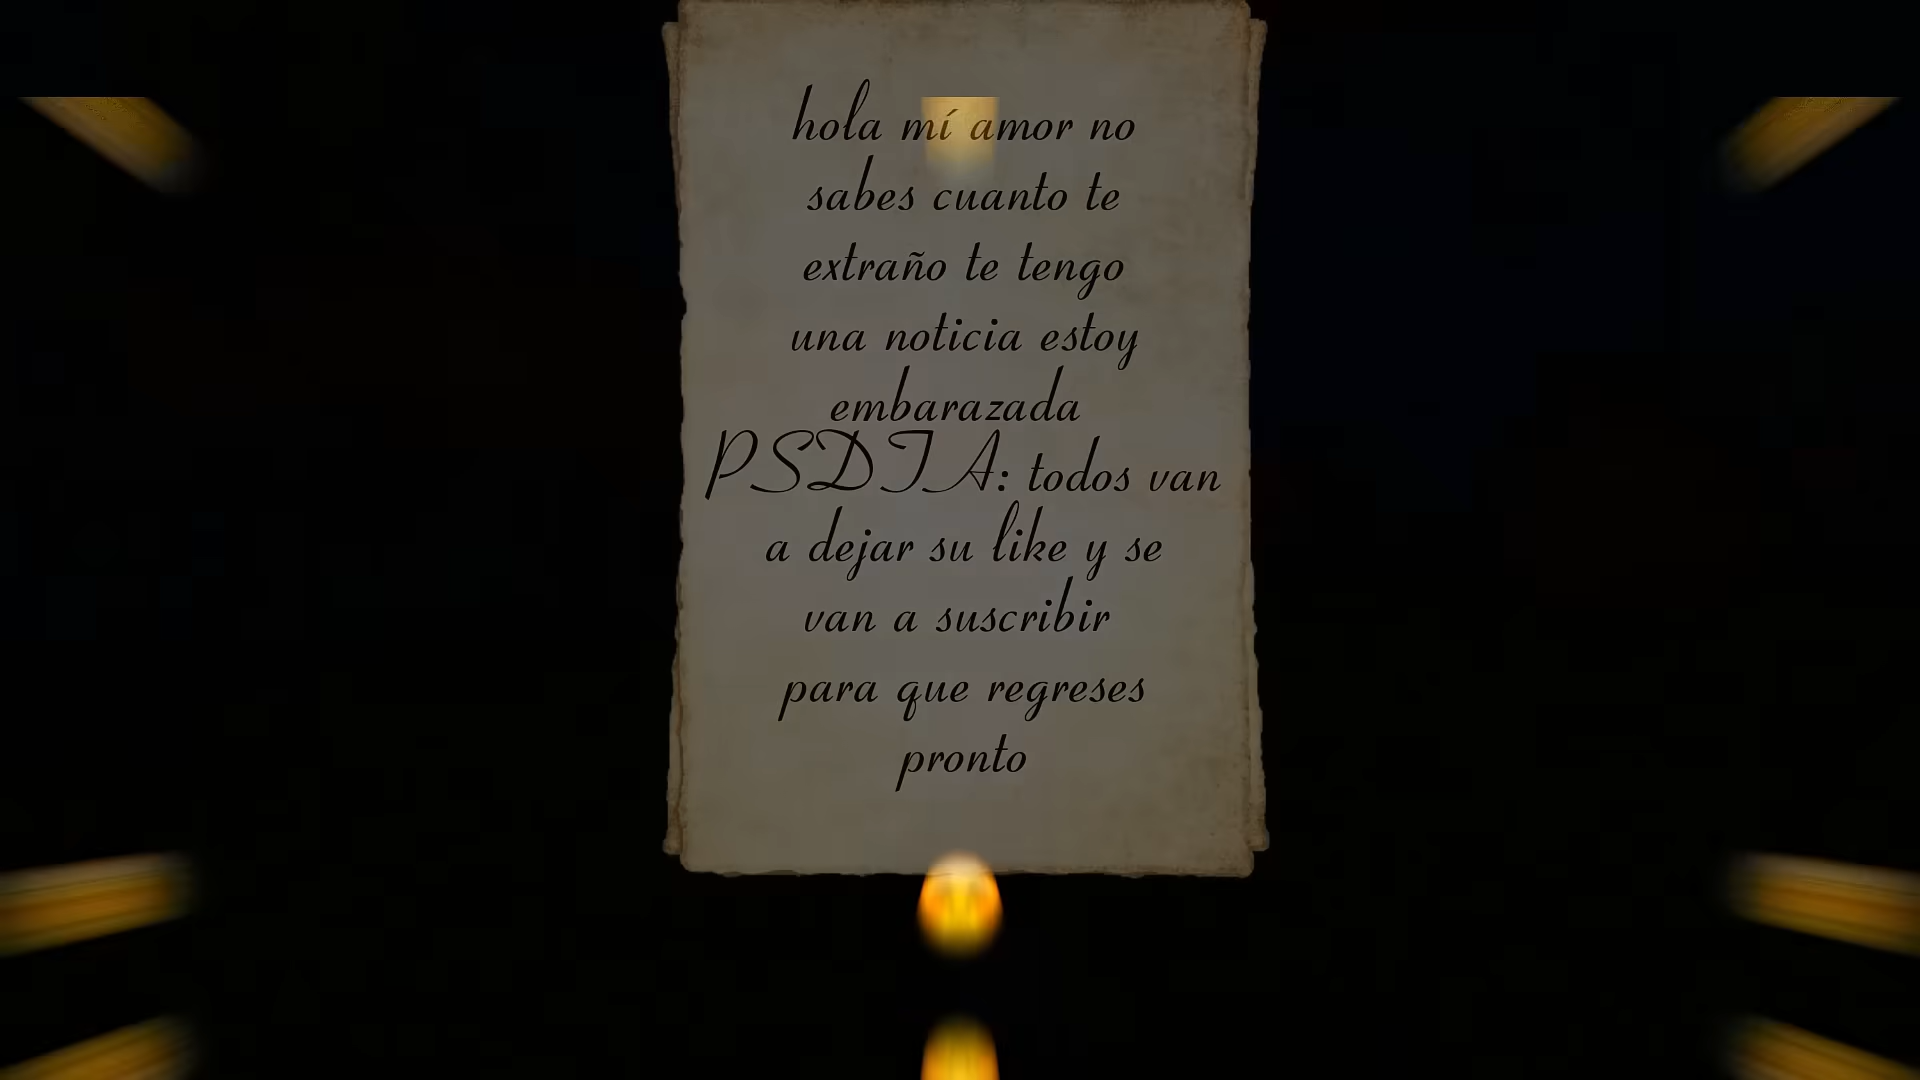 hola mí amor no
sabes cuanto te
extraño te tengo
una noticia estoy
embarazada
PSDTA: todos van
a dejar su like y se
van a suscribir
para que regreses
pronto